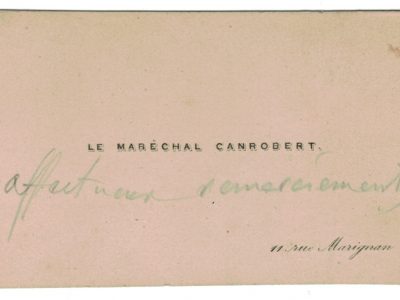 LE MARÉCHAL CANROBERT.
affectueux remerciements
11. rue Marignan